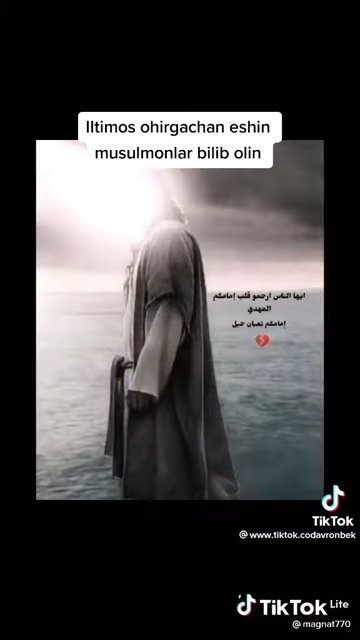 Iltimos ohirgachan eshin
musulmonlar bilib olin
ايها الناس ارحمو قلب إمامكم
المهدي
إمامكم تعبان حيل
💔
TikTok
@ www.tiktok.codavronbek
TikTok Lite
@ magnat770